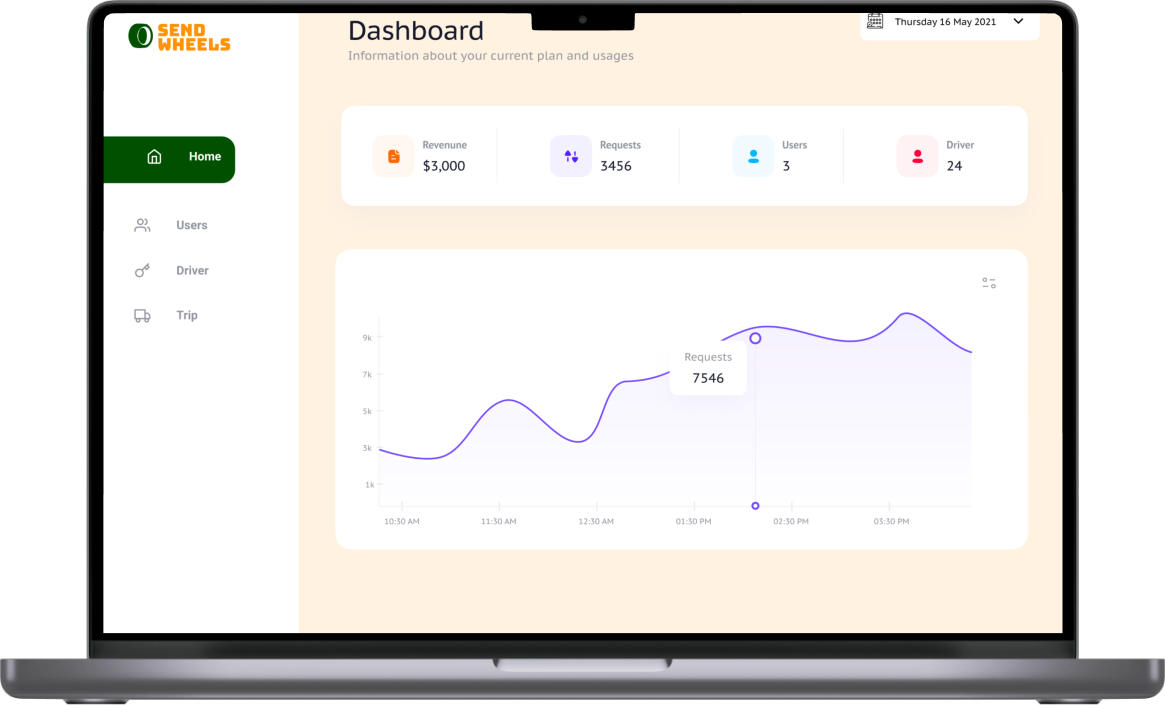 SEND
WHEELS
Dashboard
Information about your current plan and usages
Thursday 16 May 2021
Home
Users
Driver
Trip
Revenune
$3,000
Requests
3456
Users
3
Driver
24
9k
7k
5k
3k
1k
Requests
7546
10:30 AM
11:30 AM
12:30 AM
01:30 PM
02:30 PM
03:30 PM